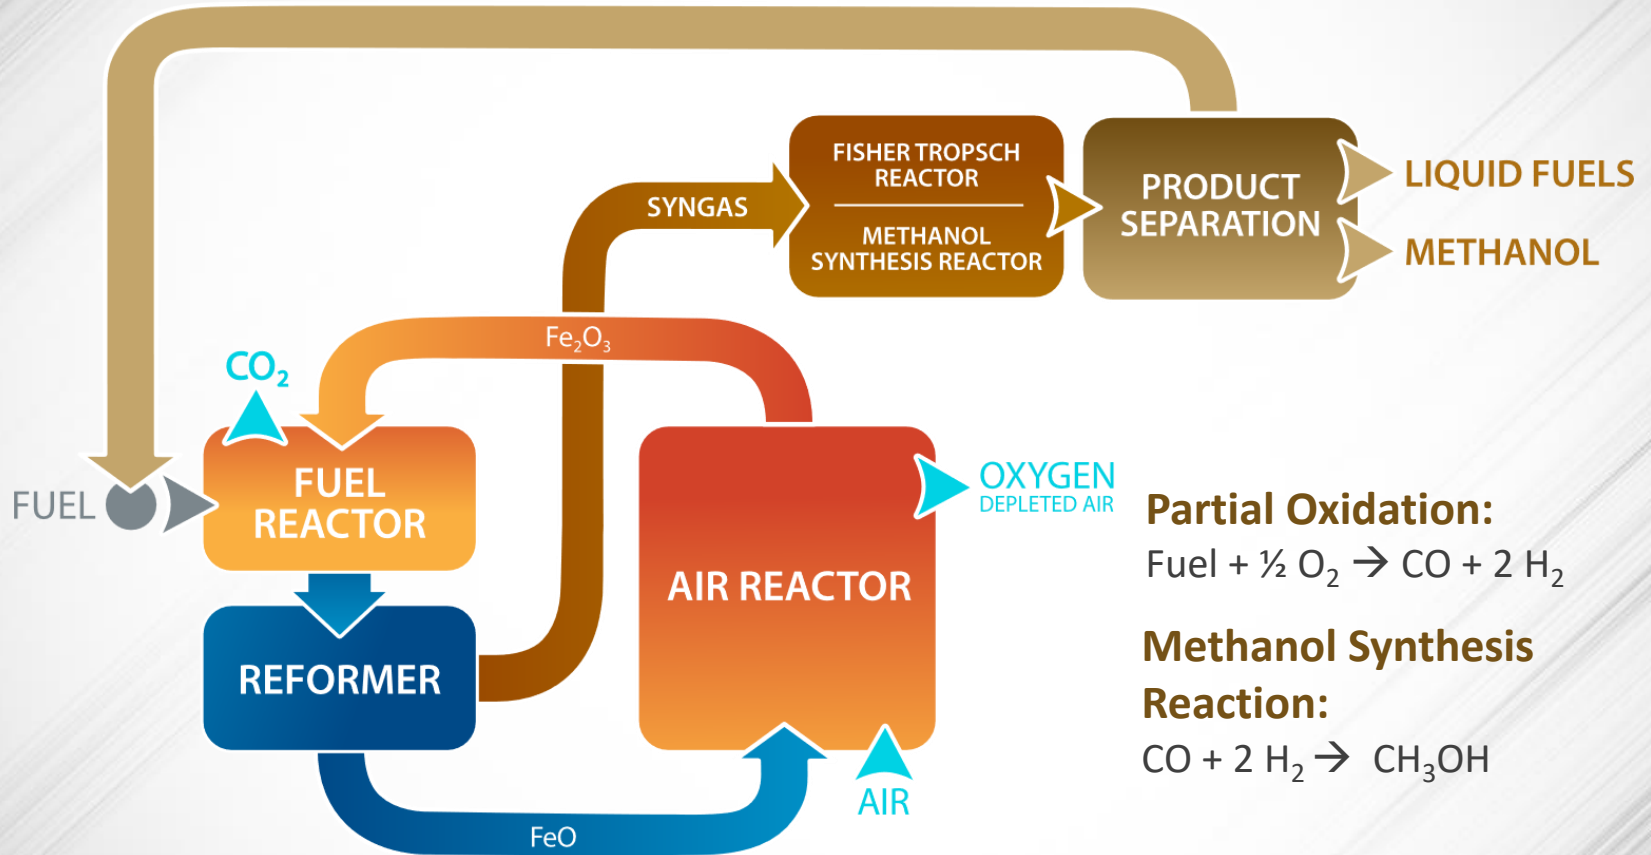 FISHER TROPSCH
REACTOR
METHANOL
SYNTHESIS REACTOR
PRODUCT
SEPARATION
LIQUID FUELS
METHANOL
SYNGAS
Fe₂O₃
CO₂
FUEL
FUEL
REACTOR
REFORMER
AIR REACTOR
OXYGEN
DEPLETED AIR
AIR
FeO
Partial Oxidation:
Fuel + ½ O₂ → CO + 2 H₂
Methanol Synthesis
Reaction:
CO + 2 H₂ → CH₃OH